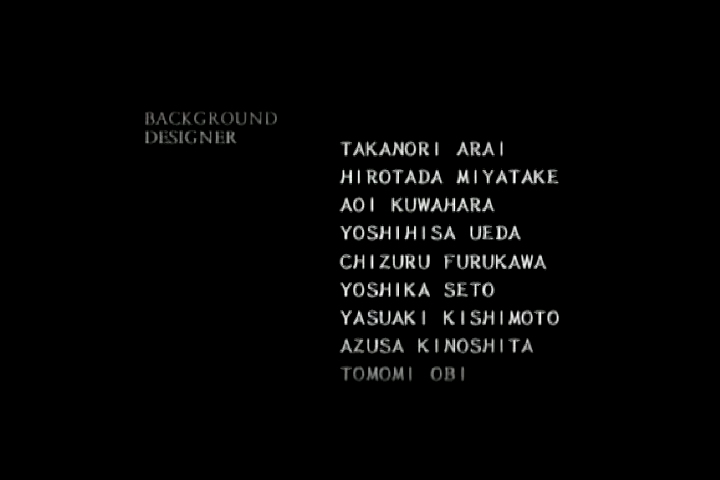 BACKGROUND
DESIGNER
TAKANORI ARAI
HIROTADA MIYATAKE
AOI KUWAHARA
YOSHIHISA UEDA
CHIZURU FURUKAWA
YOSHIKA SETO
YASUAKI KISHIMOTO
AZUSA KINOSHITA
TOMOMI OBI